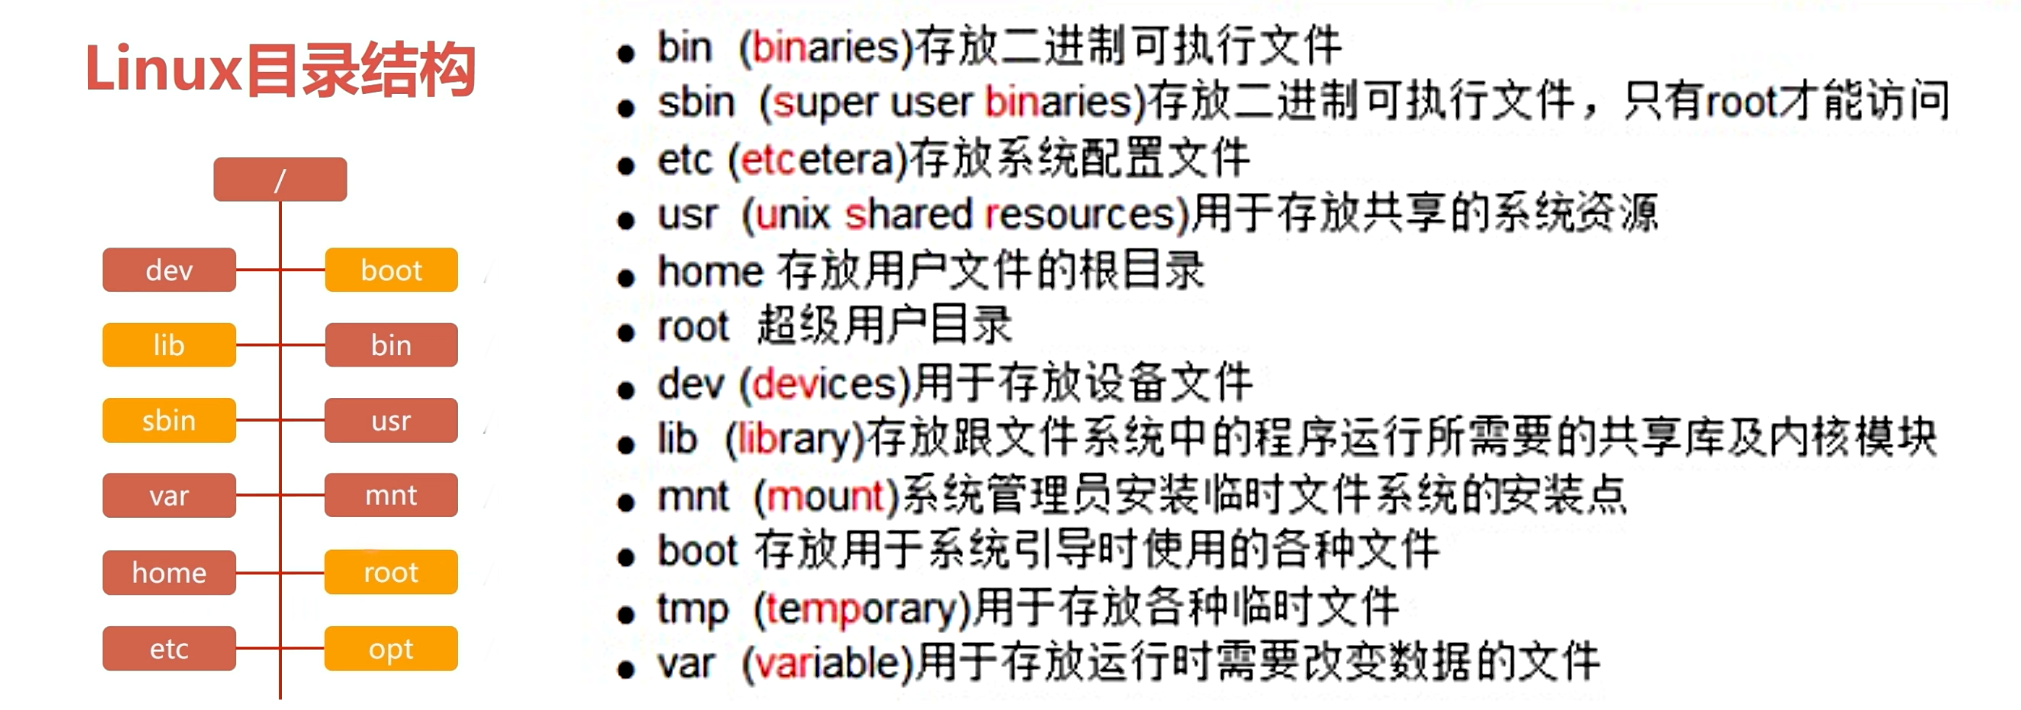 Linux目录结构
/
dev
boot
lib
bin
sbin
usr
var
mnt
home
root
etc
opt
● bin (binaries)存放二进制可执行文件
● sbin (super user binaries)存放二进制可执行文件，只有root才能访问
● etc (etcetera)存放系统配置文件
● usr (unix shared resources)用于存放共享的系统资源
● home 存放用户文件的根目录
● root 超级用户目录
● dev (devices)用于存放设备文件
● lib (library)存放跟文件系统中的程序运行所需要的共享库及内核模块
● mnt (mount)系统管理员安装临时文件系统的安装点
● boot 存放用于系统引导时使用的各种文件
● tmp (temporary)用于存放各种临时文件
● var (variable)用于存放运行时需要改变数据的文件